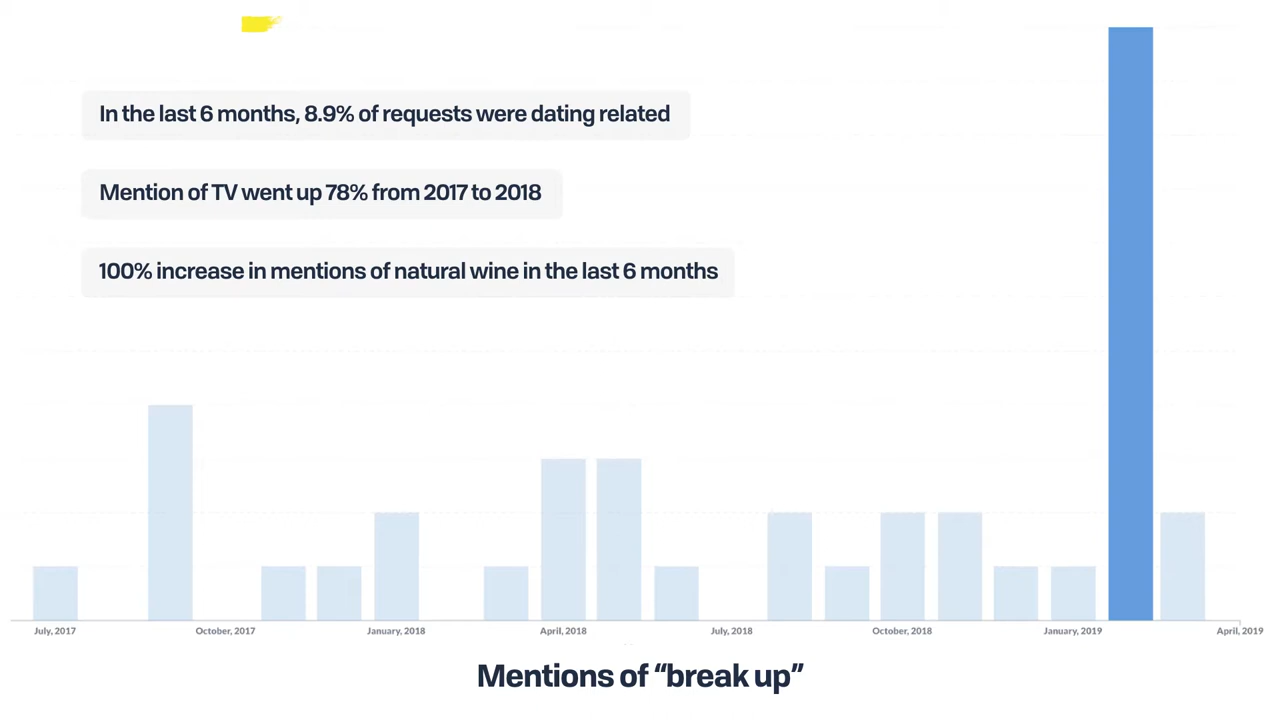 In the last 6 months, 8.9% of requests were dating related
Mention of TV went up 78% from 2017 to 2018
100% increase in mentions of natural wine in the last 6 months
July, 2017
October, 2017
January, 2018
April, 2018
July, 2018
October, 2018
January, 2019
April, 2019
Mentions of “break up”